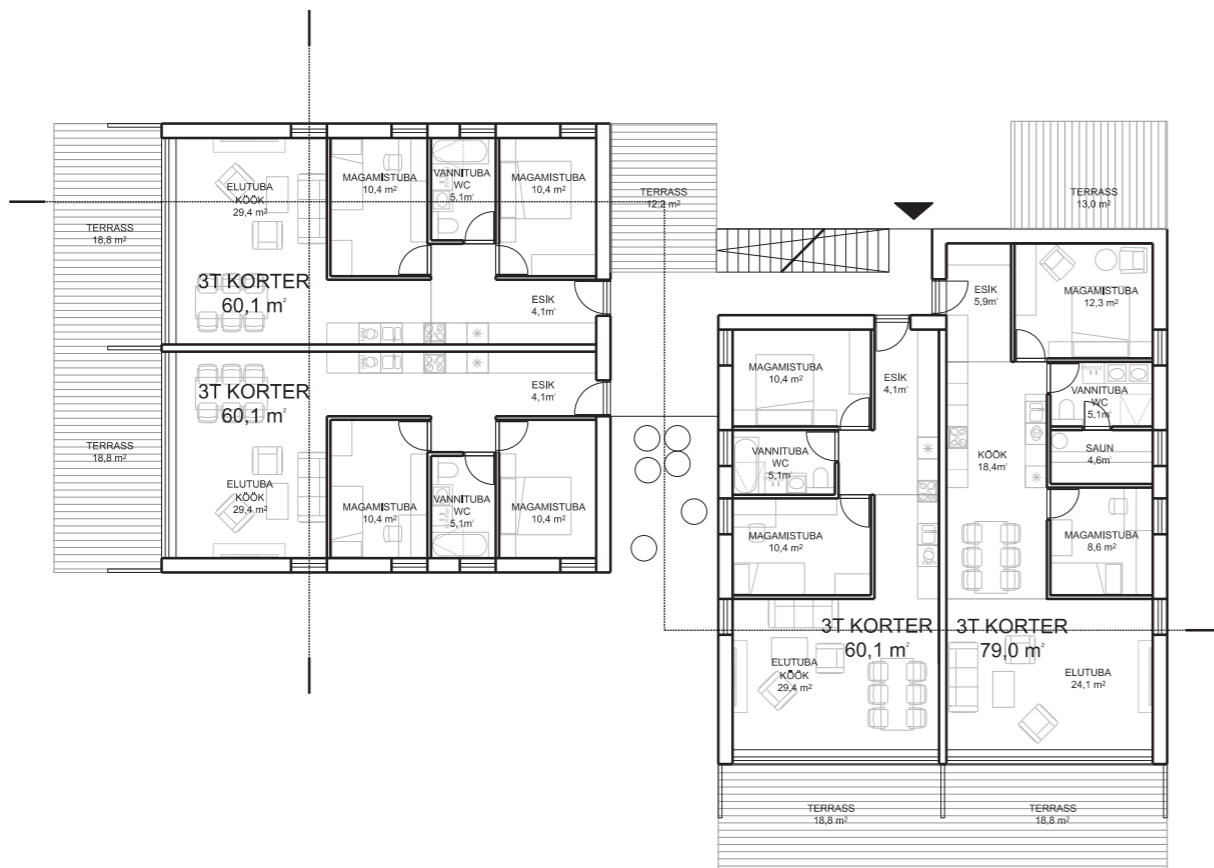 ELUTUBA
KÖÖK
29,4 m²
MAGAMISTUBA
10,4 m²
VANNITUBA
WC
5,1m²
MAGAMISTUBA
10,4 m²
TERRASS
12,2 m²
TERRASS
13,0 m²
TERRASS
18,8 m²
3T KORTER
60,1 m²
ESIK
4,1m²
ESIK
5,9m²
MAGAMISTUBA
12,3 m²
3T KORTER
60,1 m²
ESIK
4,1m²
MAGAMISTUBA
10,4 m²
ESIK
4,1m²
VANNITUBA
WC
5,1m²
TERRASS
18,8 m²
ELUTUBA
KÖÖK
29,4 m²
MAGAMISTUBA
10,4 m²
VANNITUBA
WC
5,1m²
MAGAMISTUBA
10,4 m²
VANNITUBA
WC
5,1m²
KÖÖK
18,4m²
SAUN
4,6m²
MAGAMISTUBA
10,4 m²
MAGAMISTUBA
8,6 m²
3T KORTER
60,1 m²
3T KORTER
79,0 m²
ELUTUBA
KÖÖK
29,4 m²
ELUTUBA
24,1 m²
TERRASS
18,8 m²
TERRASS
18,8 m²